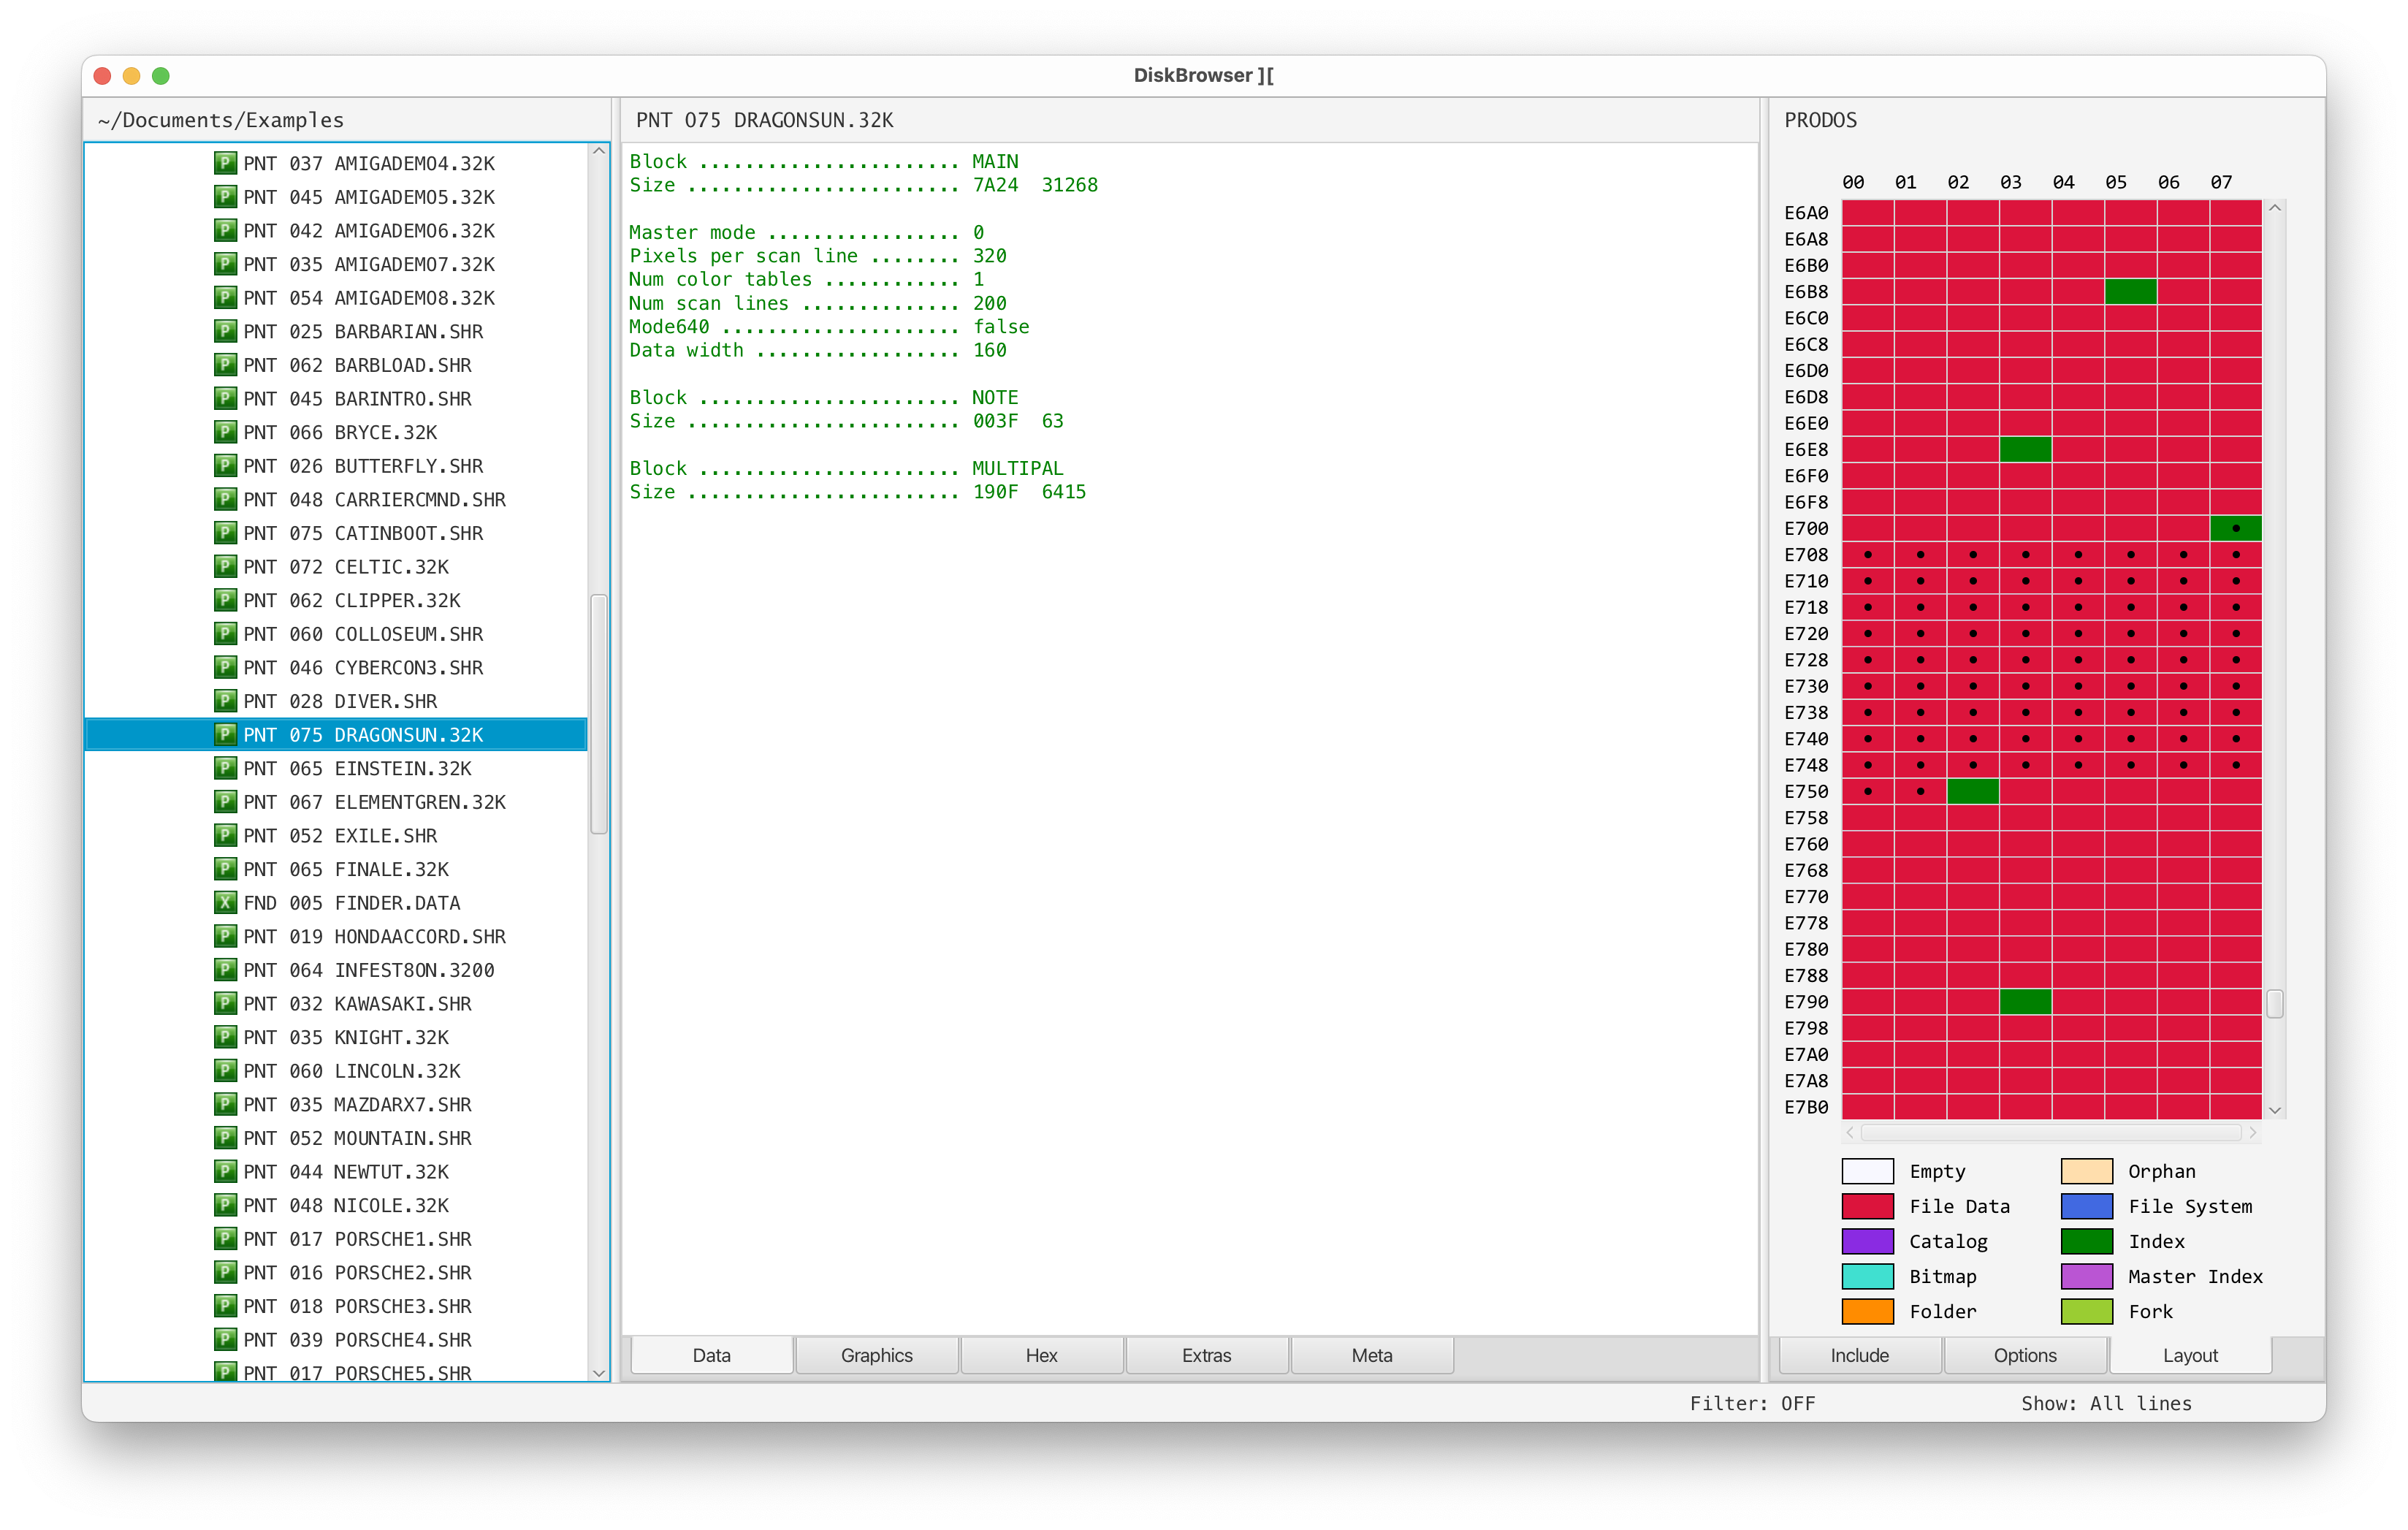 DiskBrowser ][
~/Documents/Examples
P PNT 037 AMIGADEMO4.32K
P PNT 045 AMIGADEMO5.32K
P PNT 042 AMIGADEMO6.32K
P PNT 035 AMIGADEMO7.32K
P PNT 054 AMIGADEMO8.32K
P PNT 025 BARBARIAN.SHR
P PNT 062 BARBLOAD.SHR
P PNT 045 BARINTRO.SHR
P PNT 066 BRYCE.32K
P PNT 026 BUTTERFLY.SHR
P PNT 048 CARRIERCMND.SHR
P PNT 075 CATINBOOT.SHR
P PNT 072 CELTIC.32K
P PNT 062 CLIPPER.32K
P PNT 060 COLLOSEUM.SHR
P PNT 046 CYBERCON3.SHR
P PNT 028 DIVER.SHR
P PNT 075 DRAGONSUN.32K
P PNT 065 EINSTEIN.32K
P PNT 067 ELEMENTGREN.32K
P PNT 052 EXILE.SHR
P PNT 065 FINALE.32K
X FND 005 FINDER.DATA
P PNT 019 HONDAACCORD.SHR
P PNT 064 INFEST8ON.3200
P PNT 032 KAWASAKI.SHR
P PNT 035 KNIGHT.32K
P PNT 060 LINCOLN.32K
P PNT 035 MAZDARX7.SHR
P PNT 052 MOUNTAIN.SHR
P PNT 044 NEWTUT.32K
P PNT 048 NICOLE.32K
P PNT 017 PORSCHE1.SHR
P PNT 016 PORSCHE2.SHR
P PNT 018 PORSCHE3.SHR
P PNT 039 PORSCHE4.SHR
P PNT 017 PORSCHE5.SHR
PNT 075 DRAGONSUN.32K
Block ....................... MAIN
Size ........................ 7A24  31268
Master mode ................. 0
Pixels per scan line ........ 320
Num color tables ............ 1
Num scan lines .............. 200
Mode640 ..................... false
Data width .................. 160
Block ....................... NOTE
Size ........................ 003F  63
Block ....................... MULTIPAL
Size ........................ 190F  6415
Data Graphics Hex Extras Meta
PRODOS
00 01 02 03 04 05 06 07
E6A0
E6A8
E6B0
E6B8
E6C0
E6C8
E6D0
E6D8
E6E0
E6E8
E6F0
E6F8
E700
E708
E710
E718
E720
E728
E730
E738
E740
E748
E750
E758
E760
E768
E770
E778
E780
E788
E790
E798
E7A0
E7A8
E7B0
Empty Orphan
File Data File System
Catalog Index
Bitmap Master Index
Folder Fork
Include Options Layout
Filter: OFF Show: All lines